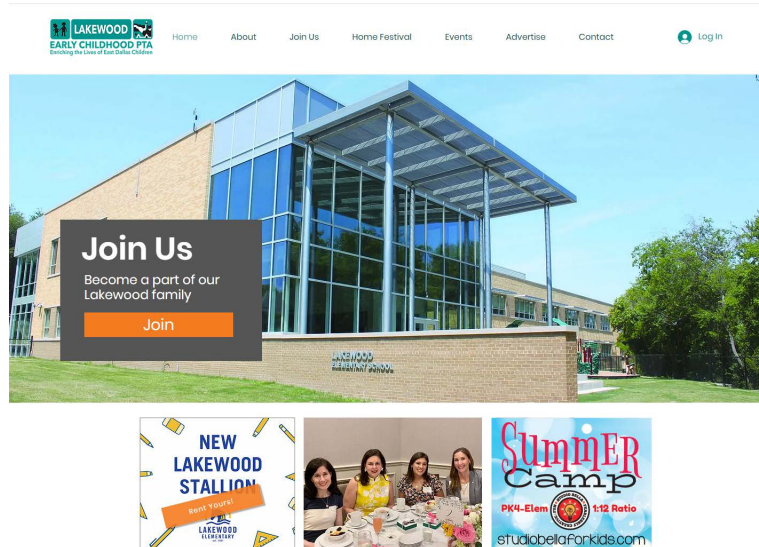 LAKEWOOD
EARLY CHILDHOOD PTA
Enriching the Lives of East Dallas Children
Home
About
Join Us
Home Festival
Events
Advertise
Contact
Log In
Join Us
Become a part of our
Lakewood family
Join
LAKEWOOD
ELEMENTARY SCHOOL
NEW
LAKEWOOD
STALLION
Rent Yours!
LAKEWOOD
ELEMENTARY
SUMMER
Camp
PK4-Elem
1:12 Ratio
studiobellaforkids.com